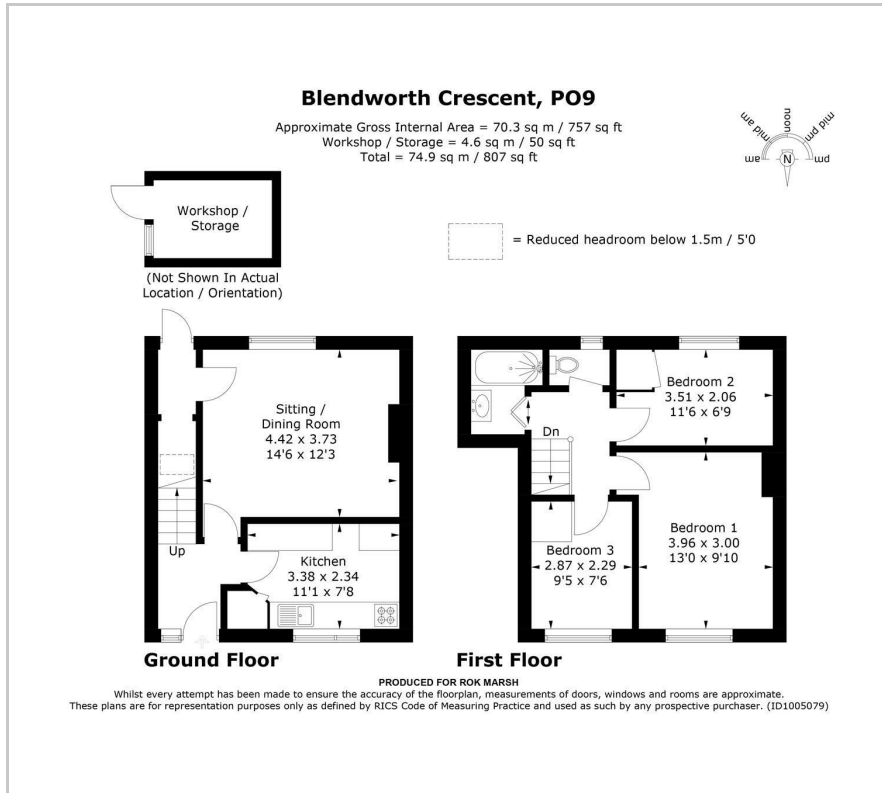 Blendworth Crescent, PO9
Approximate Gross Internal Area = 70.3 sq m / 757 sq ft
Workshop / Storage = 4.6 sq m / 50 sq ft
Total = 74.9 sq m / 807 sq ft
am
mid am
noon
mid pm
pm
N
Workshop /
Storage
(Not Shown In Actual
Location / Orientation)
= Reduced headroom below 1.5m / 5'0
Sitting /
Dining Room
4.42 x 3.73
14'6 x 12'3
Up
Kitchen
3.38 x 2.34
11'1 x 7'8
Ground Floor
Dn
Bedroom 2
3.51 x 2.06
11'6 x 6'9
Bedroom 1
3.96 x 3.00
13'0 x 9'10
Bedroom 3
2.87 x 2.29
9'5 x 7'6
First Floor
PRODUCED FOR ROK MARSH
Whilst every attempt has been made to ensure the accuracy of the floorplan, measurements of doors, windows and rooms are approximate.
These plans are for representation purposes only as defined by RICS Code of Measuring Practice and used as such by any prospective purchaser. (ID1005079)